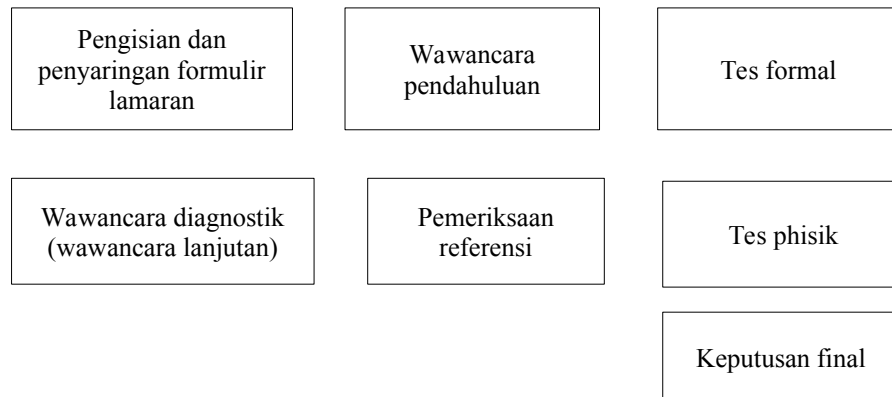 Pengisian dan
penyaringan formulir
lamaran
Wawancara
pendahuluan
Tes formal
Wawancara diagnostik
(wawancara lanjutan)
Pemeriksaan
referensi
Tes phisik
Keputusan final